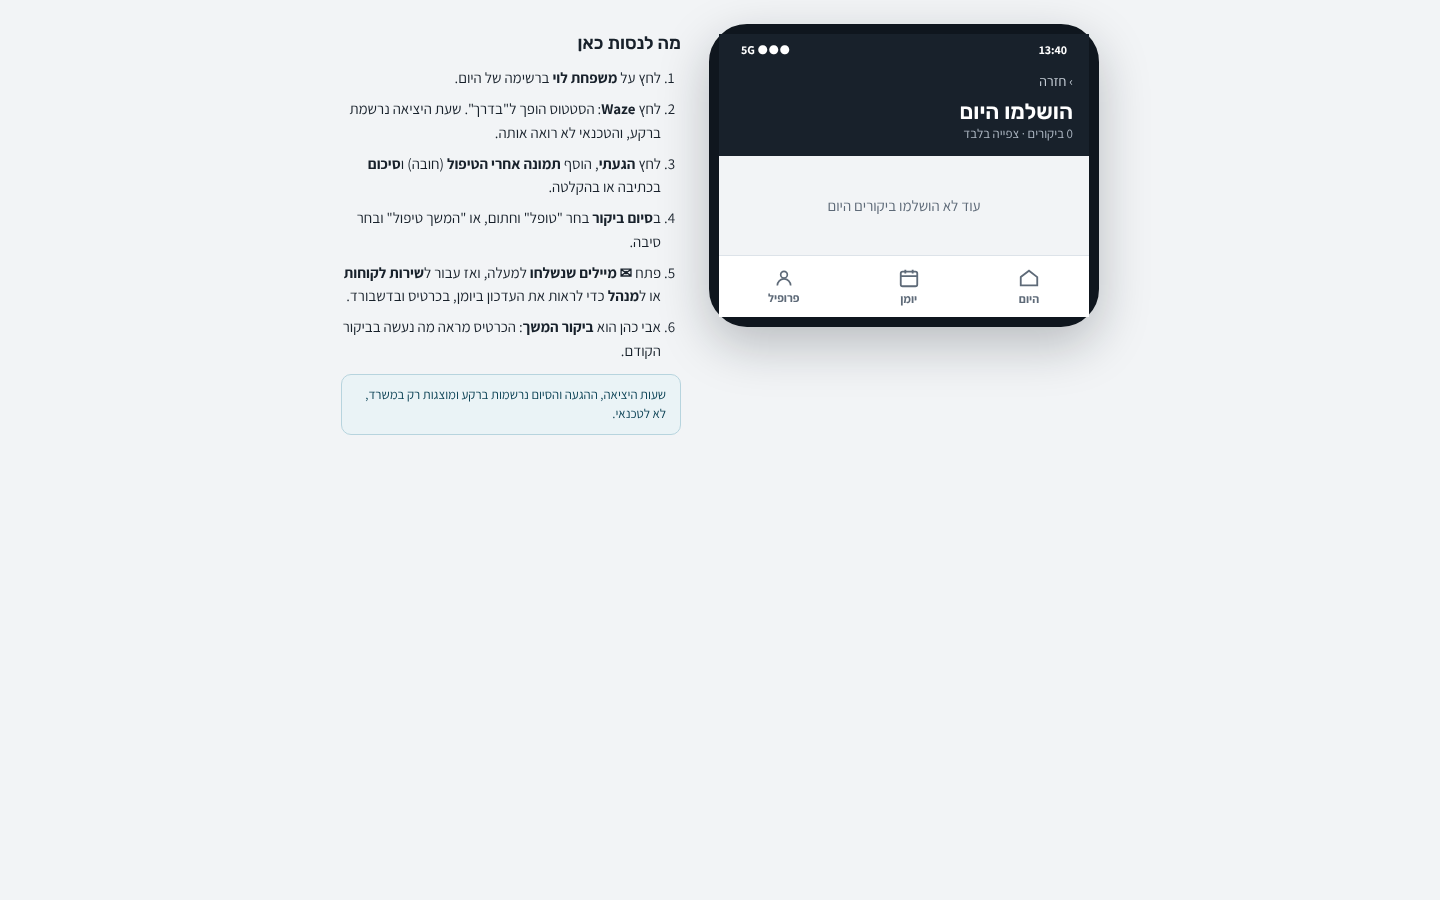 13:40
5G ●●●
› חזרה
הושלמו היום
0 ביקורים · צפייה בלבד
עוד לא הושלמו ביקורים היום
היום
יומן
פרופיל
מה לנסות כאן
1. לחץ על משפחת לוי ברשימה של היום.
2. לחץ Waze: הסטטוס הופך ל"בדרך". שעת היציאה נרשמת
ברקע, והטכנאי לא רואה אותה.
3. לחץ הגעתי, הוסף תמונה אחרי הטיפול (חובה) וסיכום
בכתיבה או בהקלטה.
4. בסיום ביקור בחר "טופל" וחתום, או "המשך טיפול" ובחר
סיבה.
5. פתח ✉ מיילים שנשלחו למעלה, ואז עבור לשירות לקוחות
או למנהל כדי לראות את העדכון ביומן, בכרטיס ובדשבורד.
6. אבי כהן הוא ביקור המשך: הכרטיס מראה מה נעשה בביקור
הקודם.
שעות היציאה, ההגעה והסיום נרשמות ברקע ומוצגות רק במשרד,
לא לטכנאי.